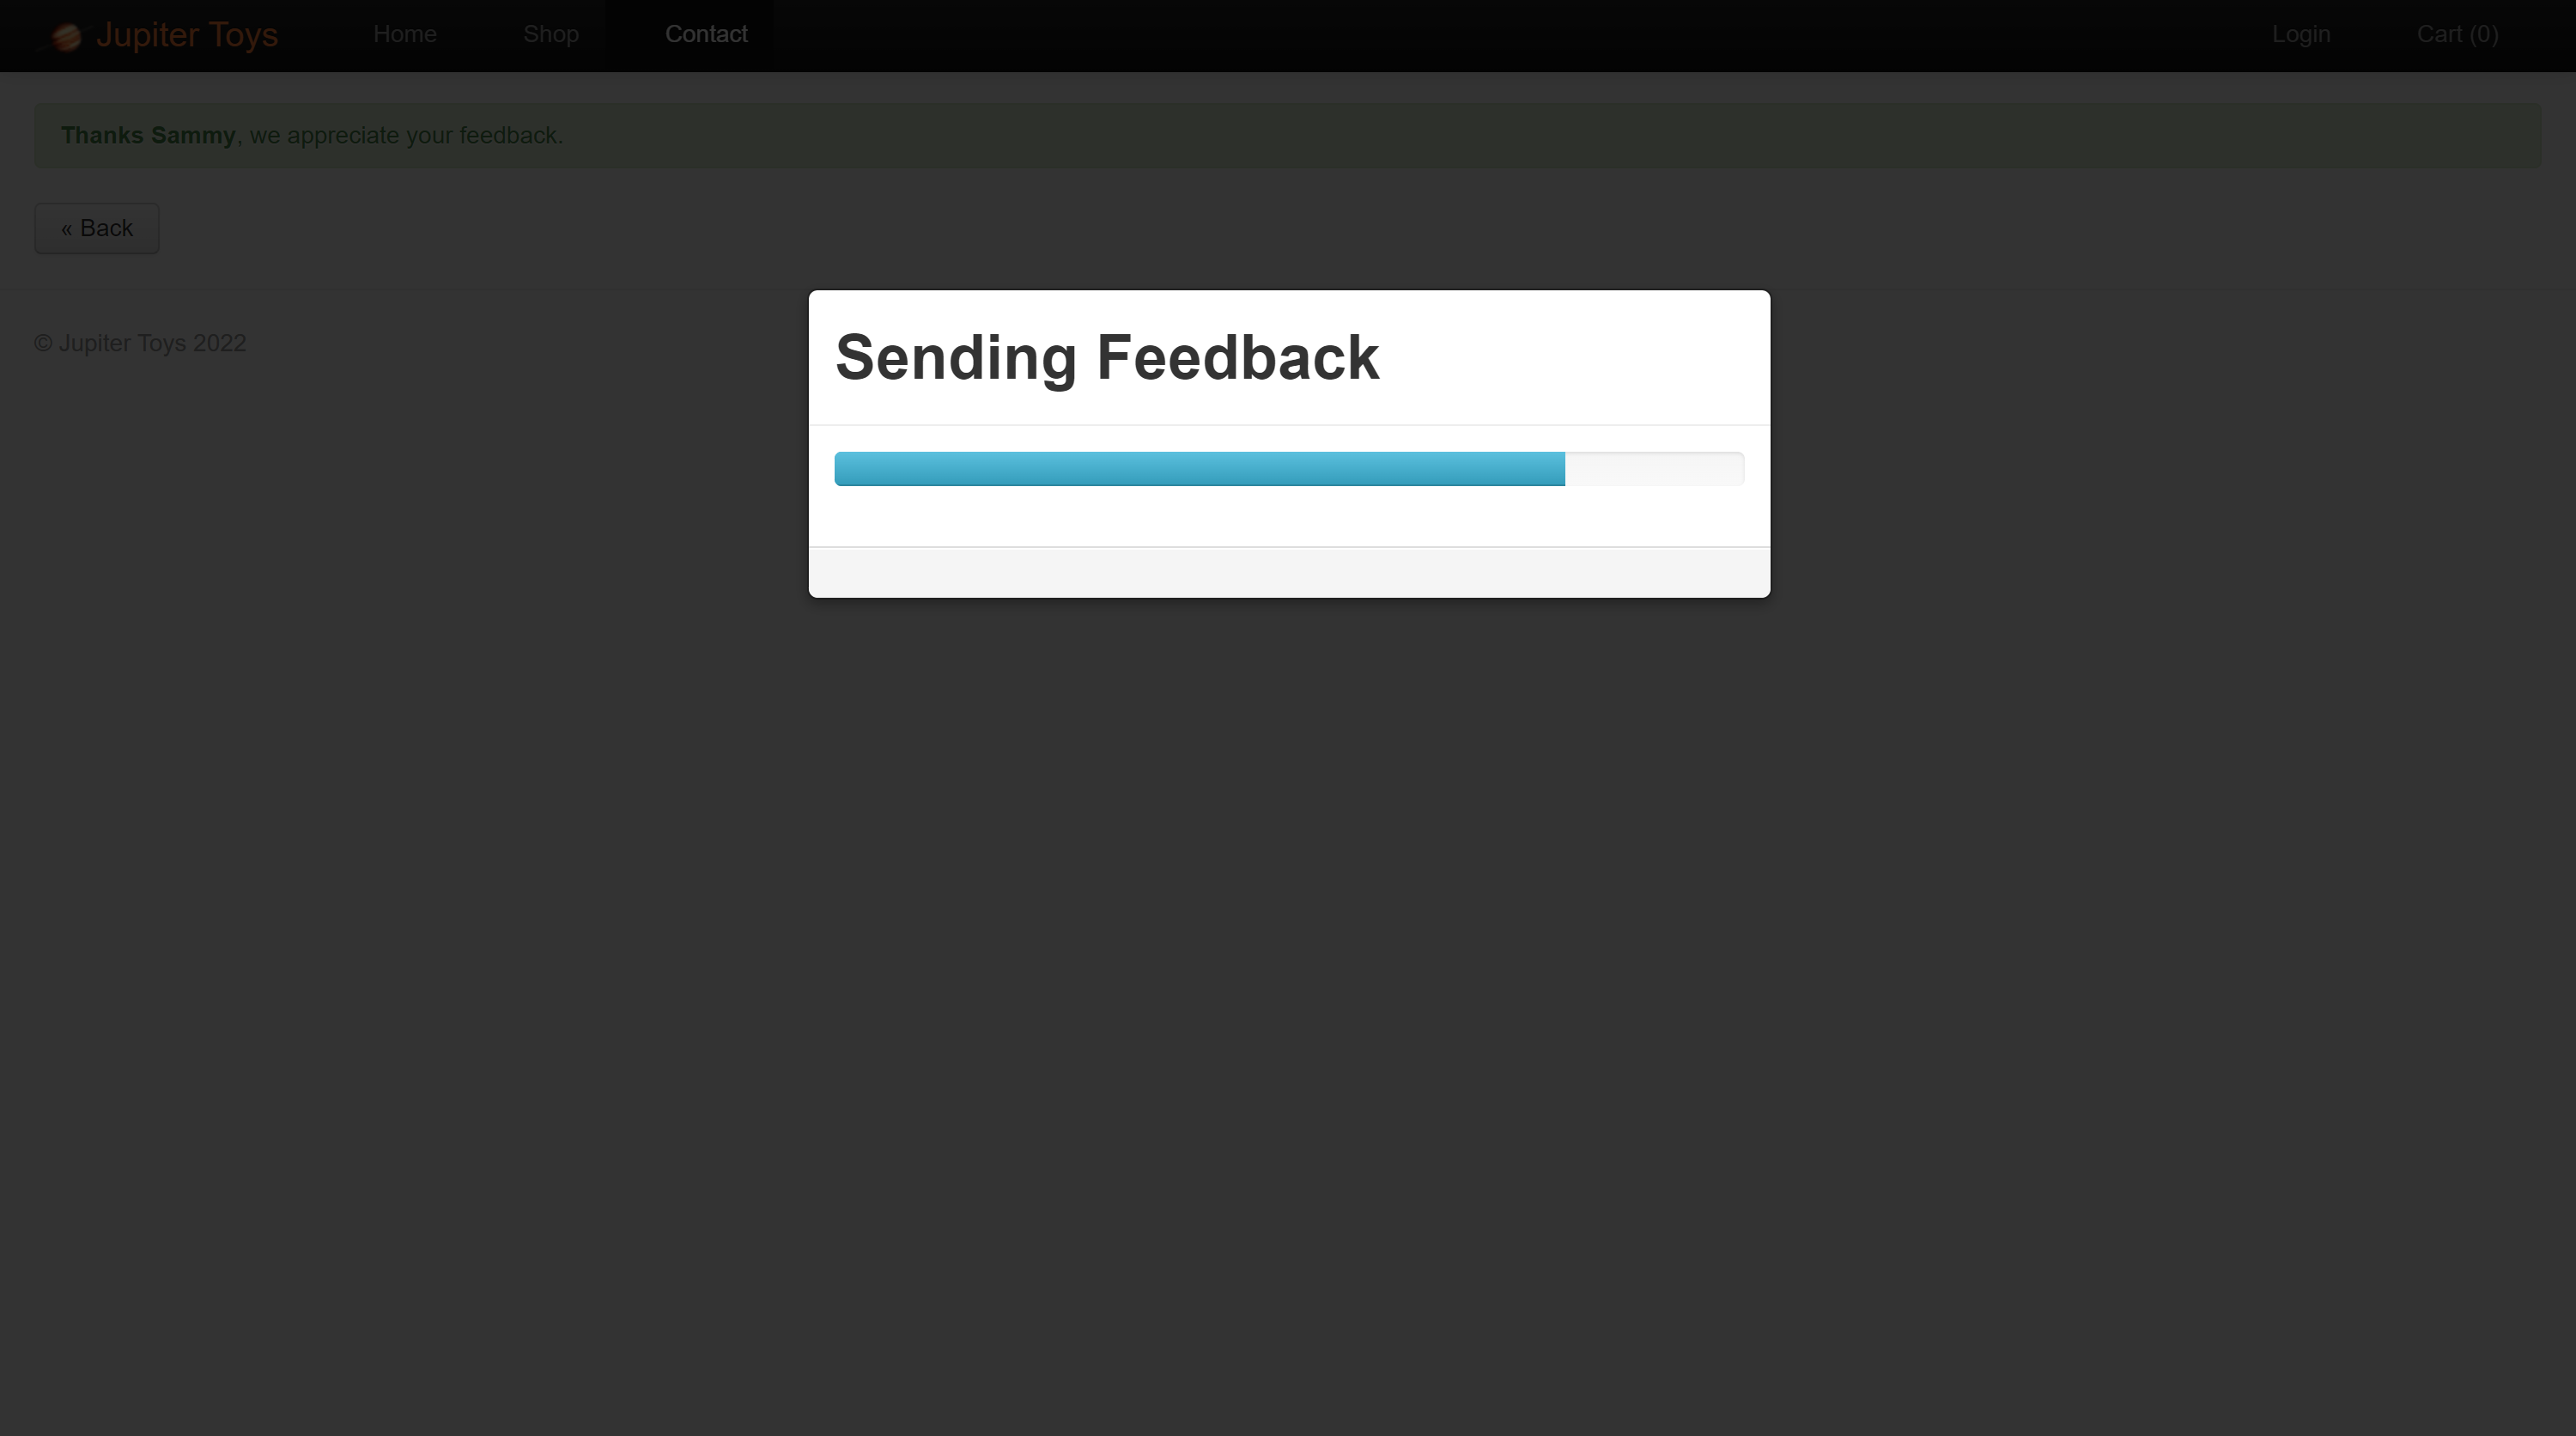 Jupiter Toys
Home
Shop
Contact
Login
Cart (0)
Thanks Sammy, we appreciate your feedback.
« Back
Sending Feedback
© Jupiter Toys 2022